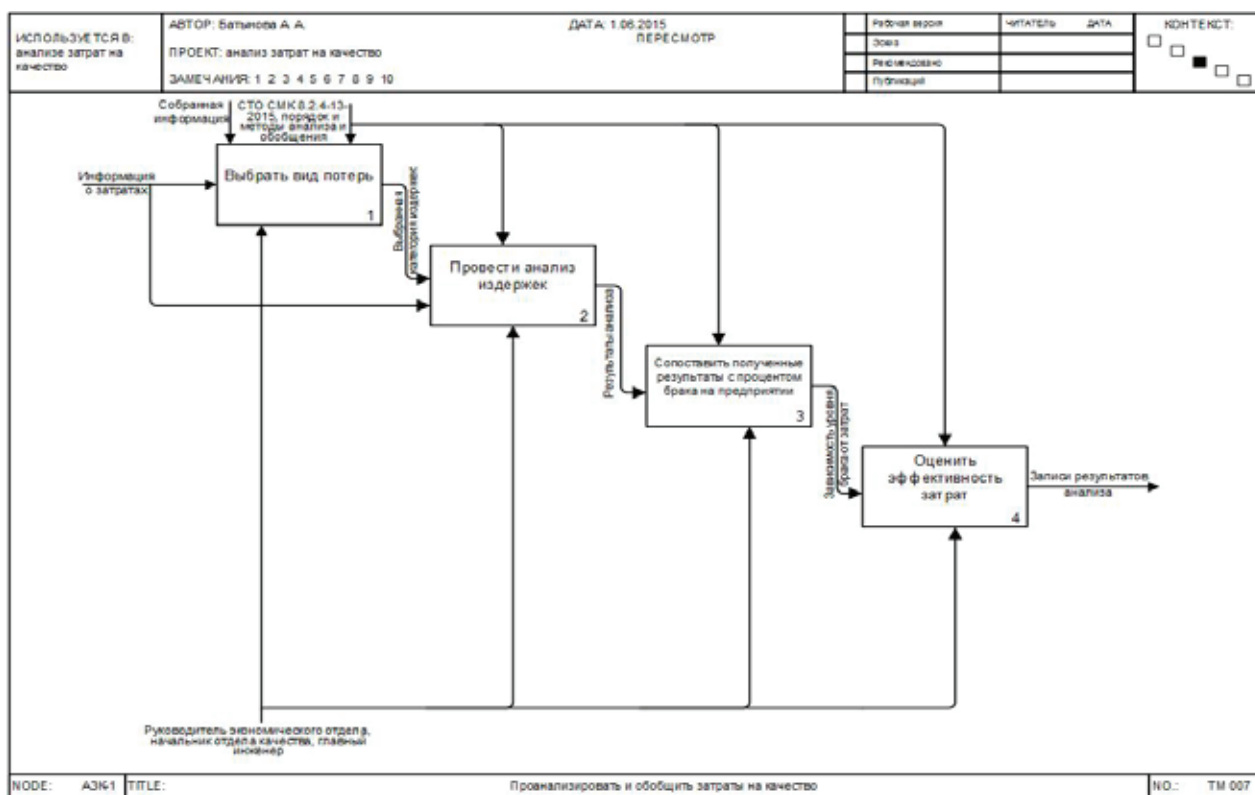 ИСПОЛЬЗУЕТСЯ В:
анализе затрат на
качество
АВТОР: Батынова А. А.
ДАТА: 1.06.2015
ПЕРЕСМОТР
ПРОЕКТ: анализ затрат на качество
ЗАМЕЧАНИЯ: 1 2 3 4 5 6 7 8 9 10
Рабочая версия
Эскиз
Рекомендовано
Публикаций
ЧИТАТЕЛЬ ДАТА
КОНТЕКСТ:
Собранная
информация
СТО СМК 8.2.4-13-
2015, порядок и
методы анализа и
обобщения
Информация
о затратах
Выбрать вид потерь
1
Выбранная
категория издержек
Провести анализ
издержек
2
Результаты анализа
Сопоставить полученные
результаты с процентом
брака на предприятии
3
Зависимость уровня
брака от затрат
Оценить
эффективность
затрат
4
Записи результатов
анализа
Руководитель экономического отдела,
начальник отдела качества, главный
инженер
NODE: АЗК-1
TITLE: Проанализировать и обобщить затраты на качество
NO.: ТМ 007